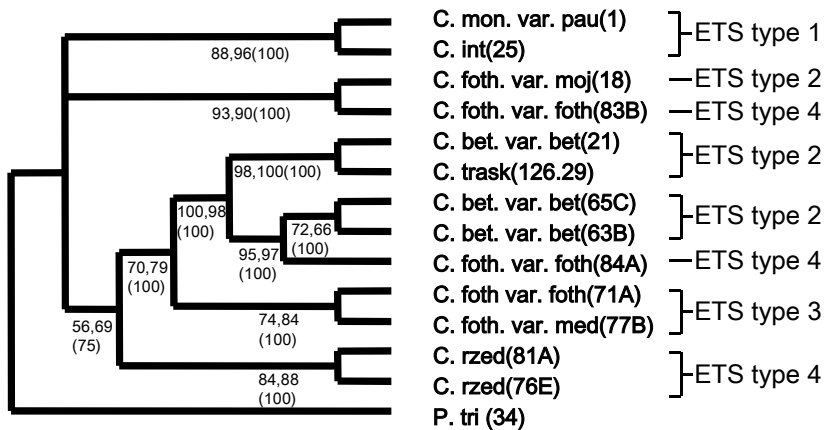 C. mon. var. pau(1)
ETS type 1
88,96(100)
C. int(25)
C. foth. var. moj(18)
ETS type 2
93,90(100)
C. foth. var. foth(83B)
ETS type 4
C. bet. var. bet(21)
ETS type 2
98,100(100)
C. trask(126.29)
C. bet. var. bet(65C)
ETS type 2
100,98
(100)
72,66
(100)
C. bet. var. bet(63B)
95,97
(100)
C. foth. var. foth(84A)
ETS type 4
70,79
(100)
C. foth var. foth(71A)
ETS type 3
74,84
(100)
C. foth. var. med(77B)
56,69
(75)
C. rzed(81A)
ETS type 4
84,88
(100)
C. rzed(76E)
P. tri (34)